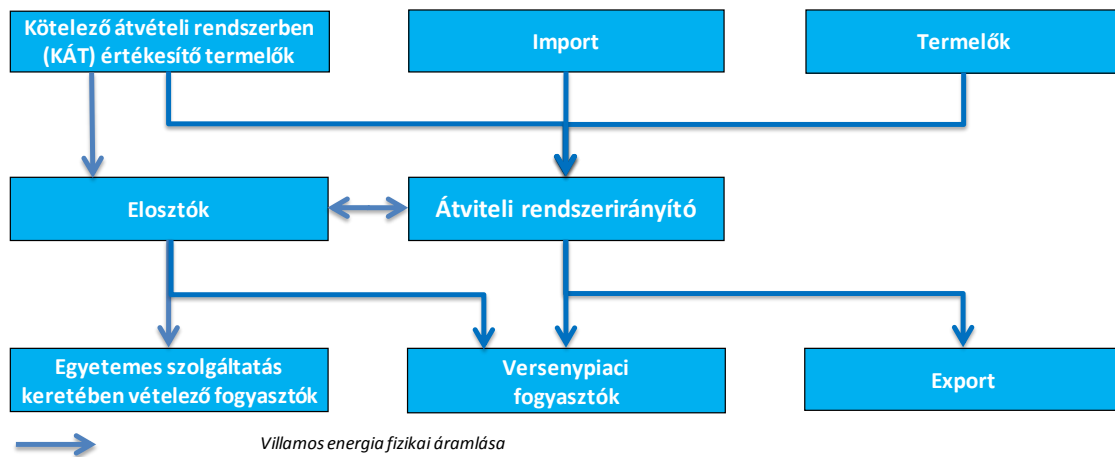 Kötelező átvételi rendszerben
(KÁT) értékesítő termelők
Import
Termelők
Elosztók
Átviteli rendszerirányító
Egyetemes szolgáltatás
keretében vételező fogyasztók
Versenypiaci
fogyasztók
Export
Villamos energia fizikai áramlása